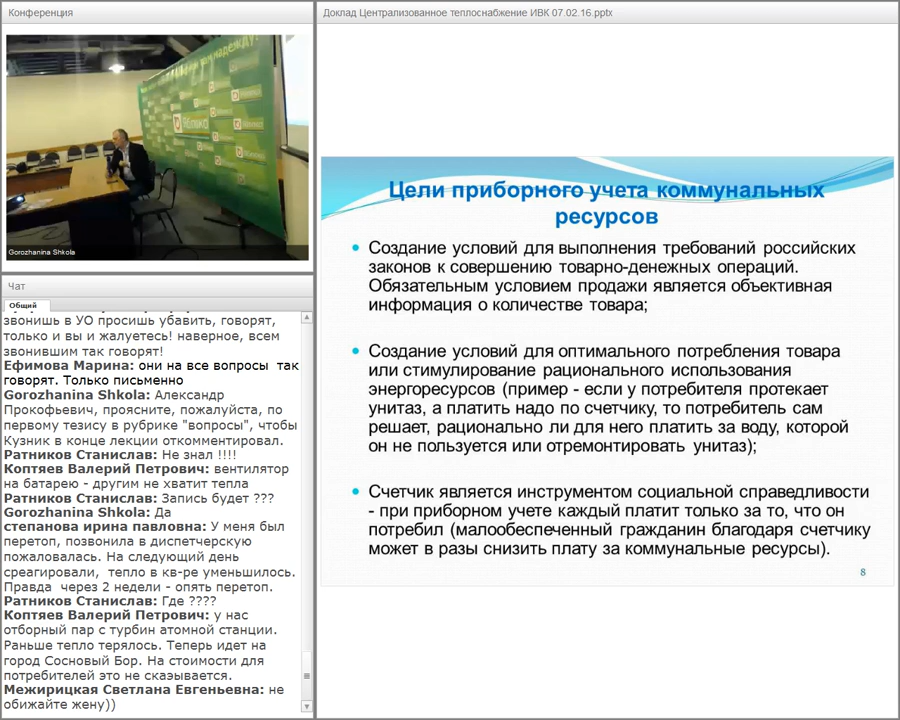 Конференция
надежду!
Яблоко
Gorozhanina Shkola
Чат
Общий
звонишь в УО просишь убавить, говорят,
только и вы и жалуетесь! наверное, всем
звонившим так говорят!
Ефимова Марина: они на все вопросы так
говорят. Только письменно
Gorozhanina Shkola: Александр
Прокофьевич, проясните, пожалуйста, по
первому тезису в рубрике "вопросы", чтобы
Кузник в конце лекции откомментировал.
Ратников Станислав: Не знал !!!!
Коптяев Валерий Петрович: вентилятор
на батарею - другим не хватит тепла
Ратников Станислав: Запись будет ???
Gorozhanina Shkola: Да
степанова ирина павловна: У меня был
перетоп, позвонила в диспетчерскую
пожаловалась. На следующий день
среагировали, тепло в кв-ре уменьшилось.
Правда через 2 недели - опять перетоп.
Ратников Станислав: Где ????
Коптяев Валерий Петрович: у нас
отборный пар с турбин атомной станции.
Раньше тепло терялось. Теперь идет на
город Сосновый Бор. На стоимости для
потребителей это не сказывается.
Межирицкая Светлана Евгеньевна: не
обижайте жену))
Доклад Централизованное теплоснабжение ИВК 07.02.16.pptx
Цели приборного учета коммунальных
ресурсов
Создание условий для выполнения требований российских
законов к совершению товарно-денежных операций.
Обязательным условием продажи является объективная
информация о количестве товара;
Создание условий для оптимального потребления товара
или стимулирование рационального использования
энергоресурсов (пример - если у потребителя протекает
унитаз, а платить надо по счетчику, то потребитель сам
решает, рационально ли для него платить за воду, которой
он не пользуется или отремонтировать унитаз);
Счетчик является инструментом социальной справедливости
- при приборном учете каждый платит только за то, что он
потребил (малообеспеченный гражданин благодаря счетчику
может в разы снизить плату за коммунальные ресурсы).
8